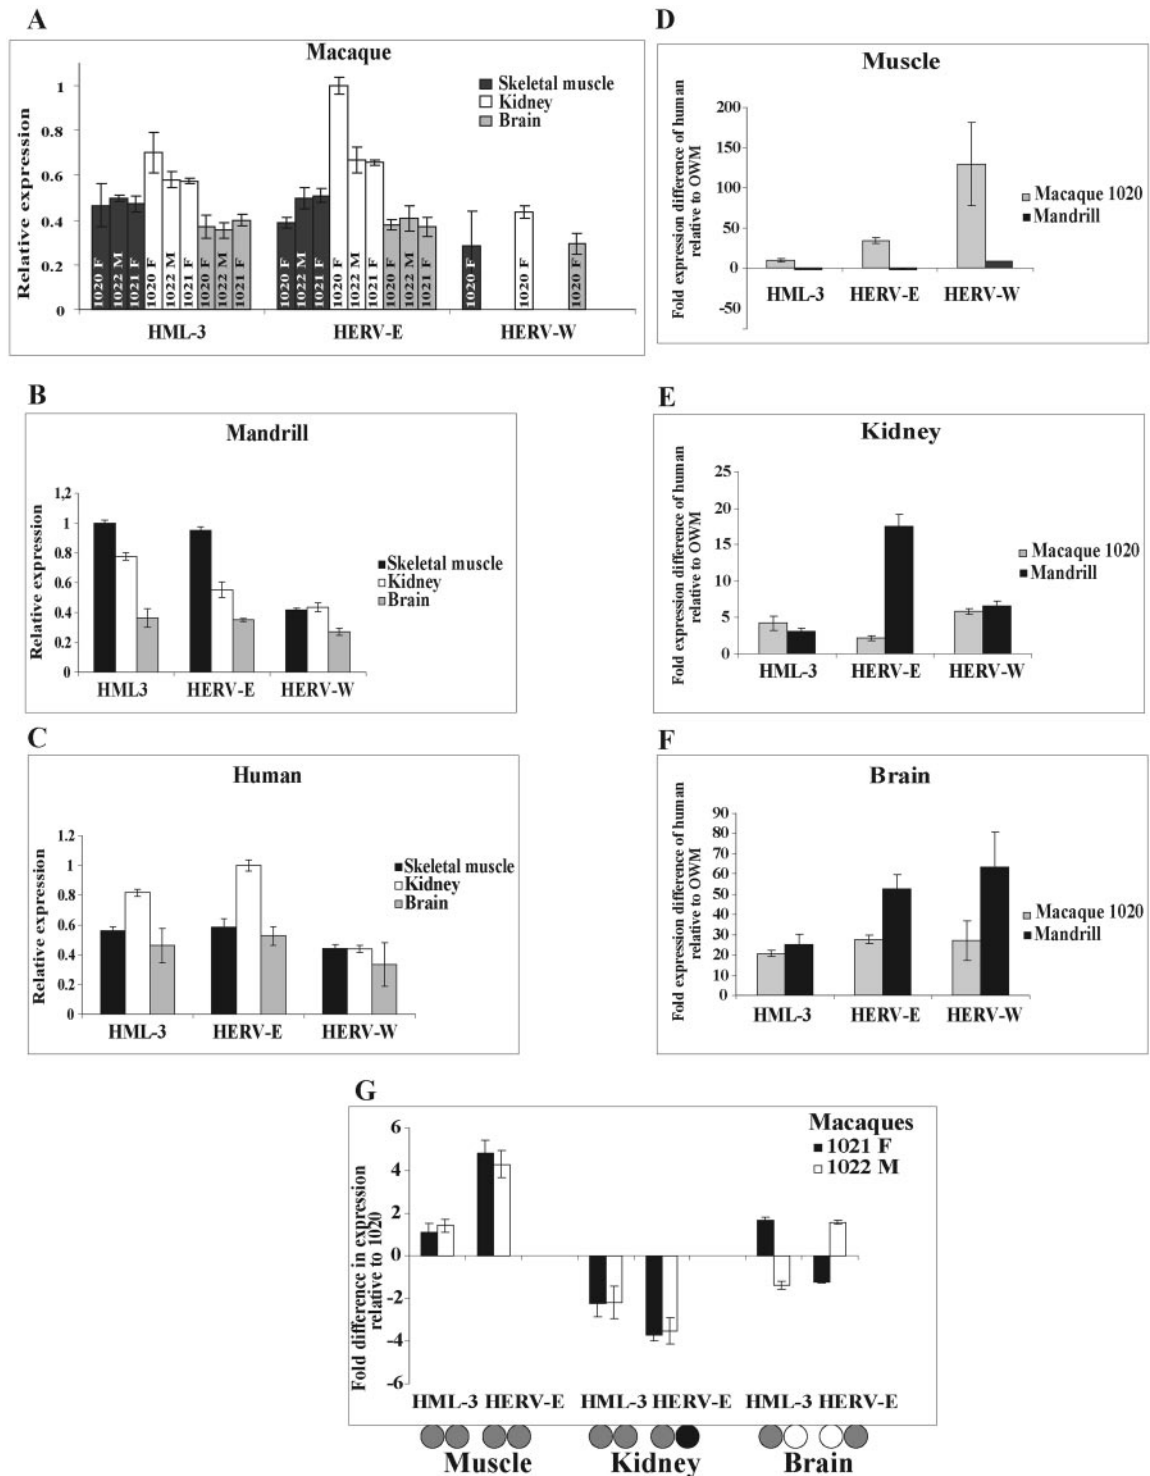 A
Macaque
Relative expression
1
0.8
0.6
0.4
0.2
0
Skeletal muscle
Kidney
Brain
1020 F
1022 M
1021 F
1020 F
1022 M
1021 F
1020 F
1022 M
1021 F
1020 F
1022 M
1021 F
1020 F
1022 M
1021 F
1020 F
1022 M
1021 F
1020 F
1020 F
1020 F
HML-3 HERV-E HERV-W
D
Muscle
Fold expression difference of human
relative to OWM
200
150
100
50
0
-50
Macaque 1020
Mandrill
HML-3 HERV-E HERV-W
B
Mandrill
Relative expression
1,2
1
0.8
0.6
0.4
0.2
0
Skeletal muscle
Kidney
Brain
HML3 HERV-E HERV-W
E
Kidney
Fold expression difference of human
relative to OWM
25
20
15
10
5
0
Macaque 1020
Mandrill
HML-3 HERV-E HERV-W
C
Human
Relative expression
1.2
1
0.8
0.6
0.4
0.2
0
Skeletal muscle
Kidney
Brain
HML-3 HERV-E HERV-W
F
Brain
Fold expression difference of human
relative to OWM
90
80
70
60
50
40
30
20
10
0
Macaque 1020
Mandrill
HML-3 HERV-E HERV-W
G
Macaques
1021 F
1022 M
Fold difference in expression
relative to 1020
6
4
2
0
-2
-4
-6
HML-3 HERV-E HML-3 HERV-E HML-3 HERV-E
Muscle Kidney Brain